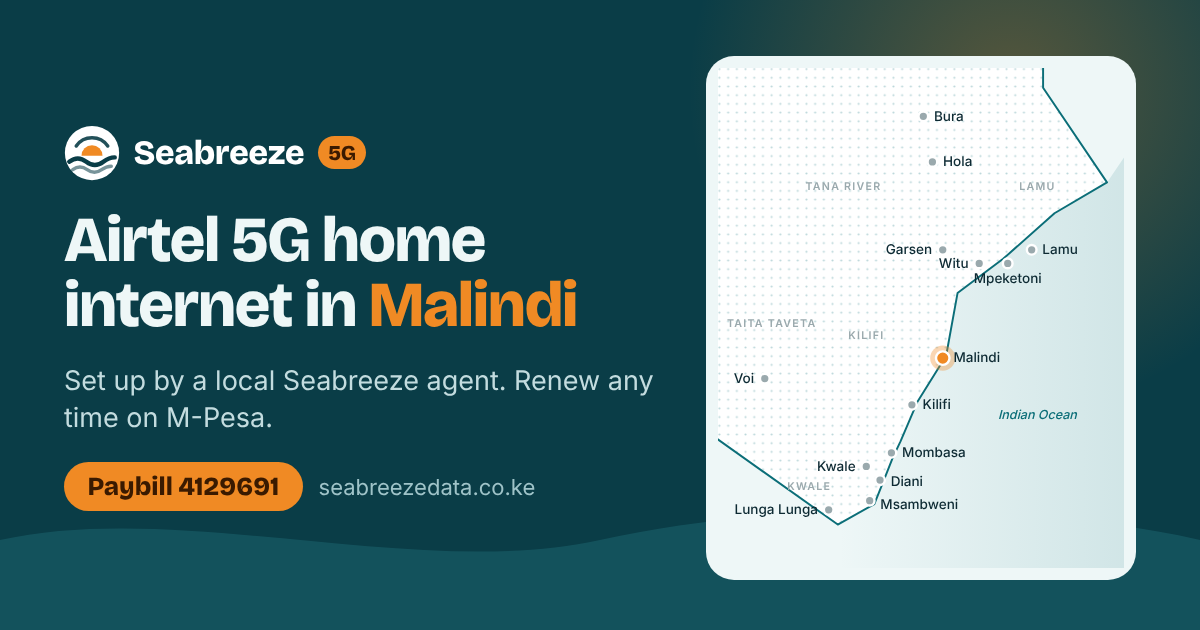 Seabreeze 5G
Airtel 5G home
internet in Malindi
Set up by a local Seabreeze agent. Renew any
time on M-Pesa.
Paybill 4129691
seabreezedata.co.ke
Bura
Hola
TANA RIVER
LAMU
Garsen
Lamu
Witu
Mpeketoni
TAITA TAVETA
KILIFI
Malindi
Voi
Kilifi
Indian Ocean
Mombasa
Kwale
Diani
KWALE
Msambweni
Lunga Lunga